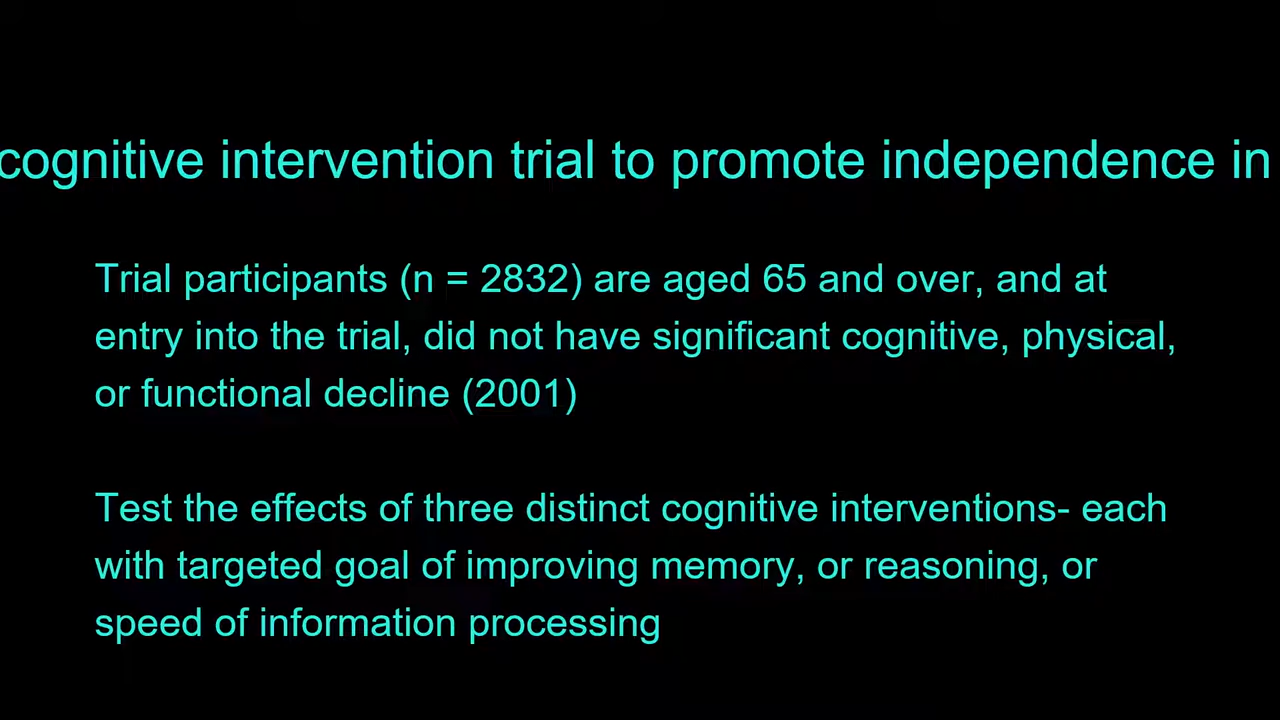 cognitive intervention trial to promote independence in
Trial participants (n = 2832) are aged 65 and over, and at
entry into the trial, did not have significant cognitive, physical,
or functional decline (2001)
Test the effects of three distinct cognitive interventions- each
with targeted goal of improving memory, or reasoning, or
speed of information processing